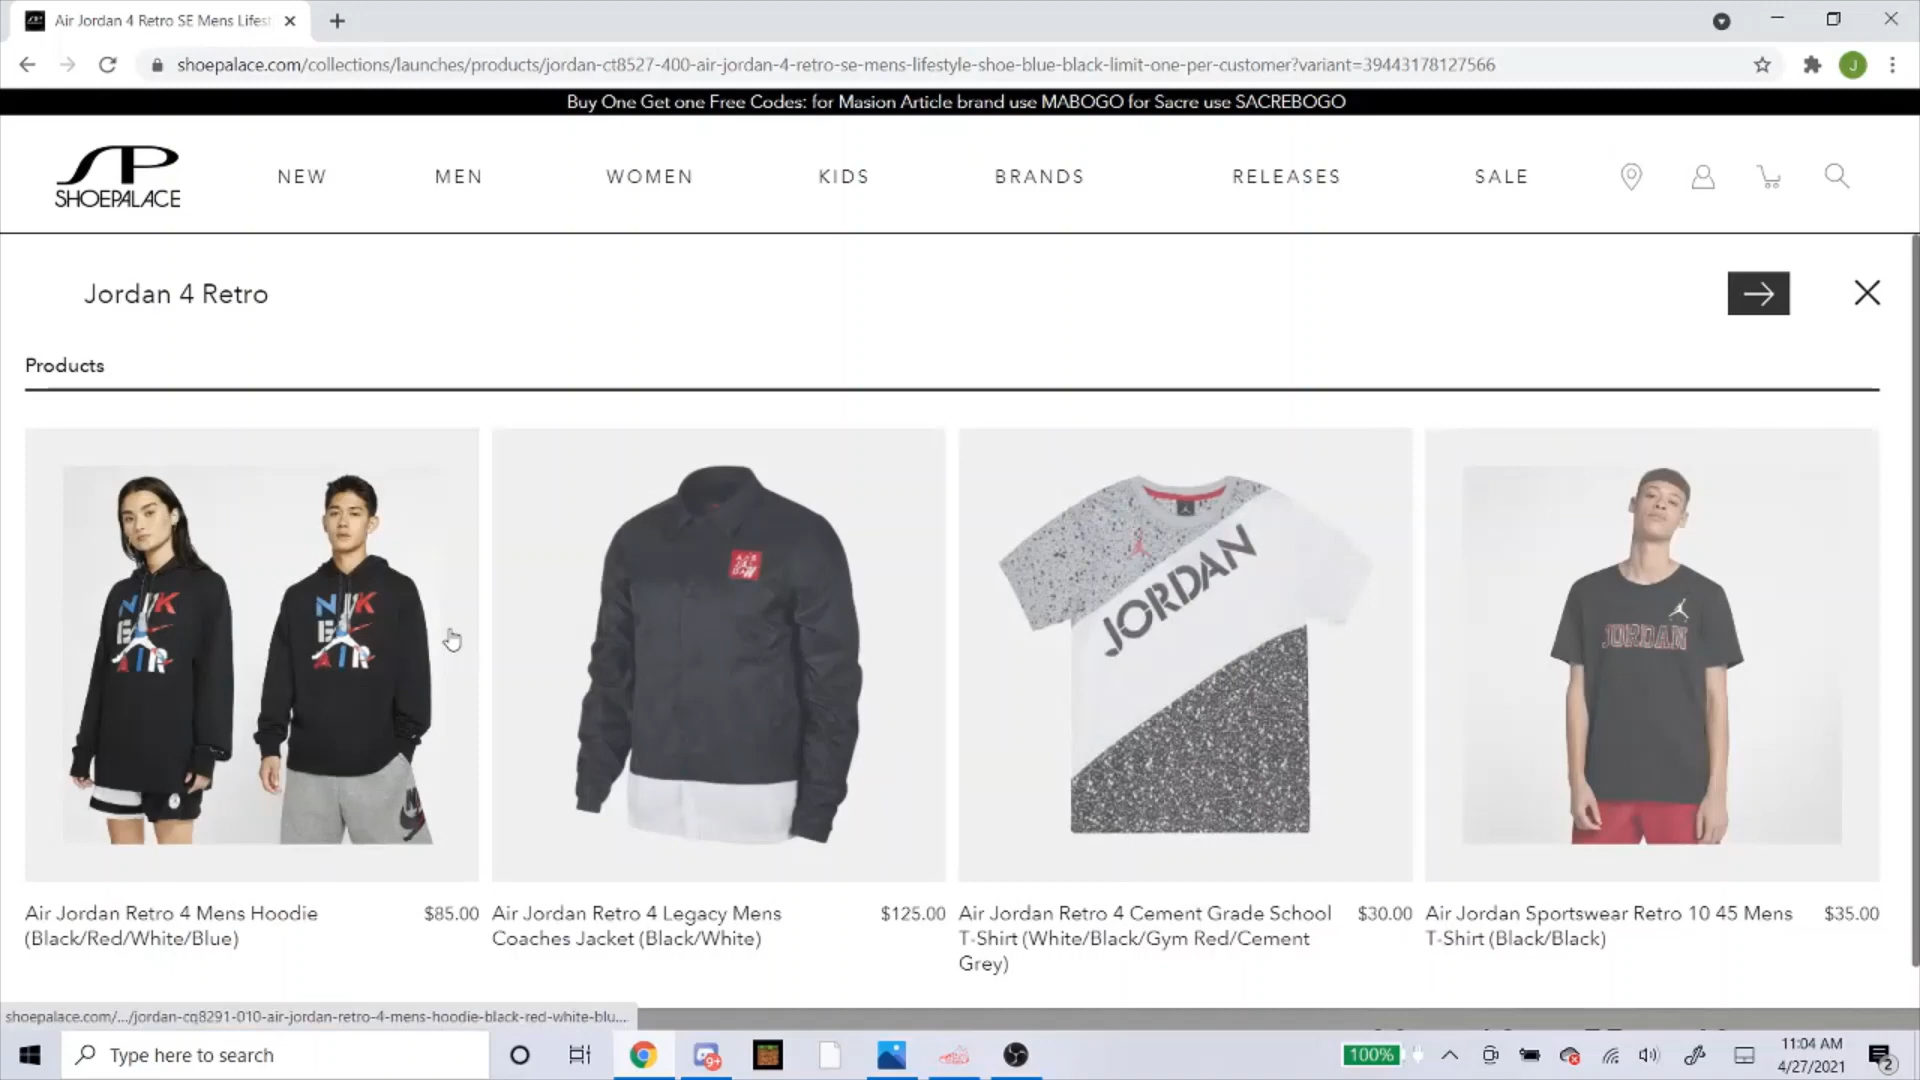 Air Jordan 4 Retro SE Mens Lifest
shoepalace.com/collections/launches/products/jordan-ct8527-400-air-jordan-4-retro-se-mens-lifestyle-shoe-blue-black-limit-one-per-customer?variant=39443178127566
J
Buy One Get one Free Codes: for Masion Article brand use MABOGO for Sacre use SACREBOGO
SP
SHOEPALACE
NEW MEN WOMEN KIDS BRANDS RELEASES SALE
Jordan 4 Retro
Products
JORDAN
JORDAN
Air Jordan Retro 4 Mens Hoodie
(Black/Red/White/Blue)
$85.00
Air Jordan Retro 4 Legacy Mens
Coaches Jacket (Black/White)
$125.00
Air Jordan Retro 4 Cement Grade School
T-Shirt (White/Black/Gym Red/Cement
Grey)
$30.00
Air Jordan Sportswear Retro 10 45 Mens
T-Shirt (Black/Black)
$35.00
shoepalace.com/.../jordan-cq8291-010-air-jordan-retro-4-mens-hoodie-black-red-white-blu....
Type here to search
9+
100%
11:04 AM
4/27/2021
2